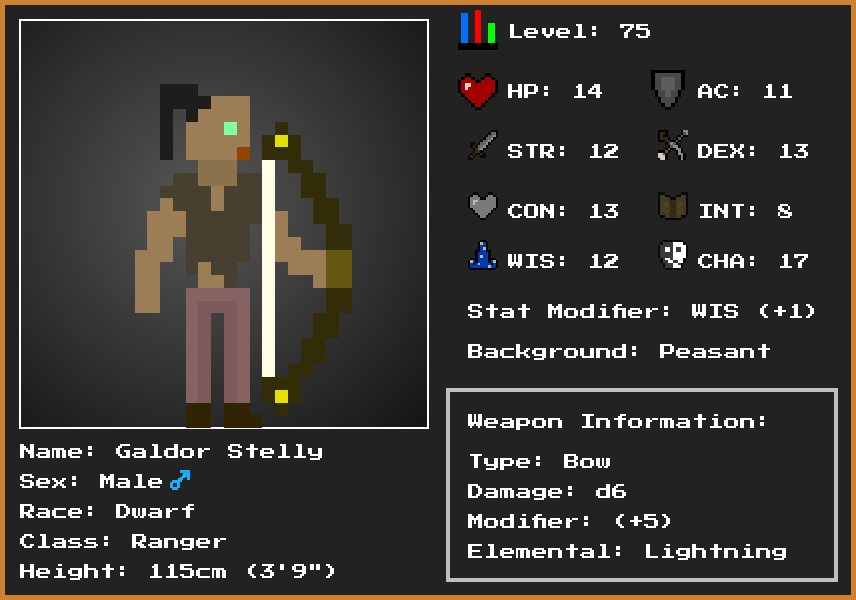 Level: 75
HP: 14
AC: 11
STR: 12
DEX: 13
CON: 13
INT: 8
WIS: 12
CHA: 17
Stat Modifier: WIS (+1)
Background: Peasant
Weapon Information:
Type: Bow
Damage: d6
Modifier: (+5)
Elemental: Lightning
Name: Galdor Stelly
Sex: Male♂
Race: Dwarf
Class: Ranger
Height: 115cm (3'9")